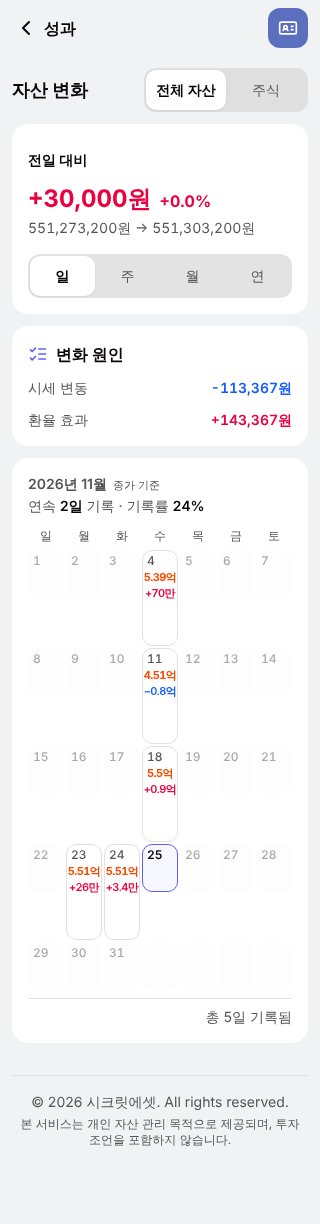 성과
자산 변화 전체 자산 주식
전일 대비
+30,000원 +0.0%
551,273,200원 → 551,303,200원
일 주 월 연
변화 원인
시세 변동 -113,367원
환율 효과 +143,367원
2026년 11월 종가 기준
연속 2일 기록 · 기록률 24%
일 월 화 수 목 금 토
1 2 3 4 5 6 7
5.39억
+70만
8 9 10 11 12 13 14
4.51억
−0.8억
15 16 17 18 19 20 21
5.5억
+0.9억
22 23 24 25 26 27 28
5.51억 5.51억
+26만 +3.4만
29 30 31
총 5일 기록됨
© 2026 시크릿에셋. All rights reserved.
본 서비스는 개인 자산 관리 목적으로 제공되며, 투자
조언을 포함하지 않습니다.